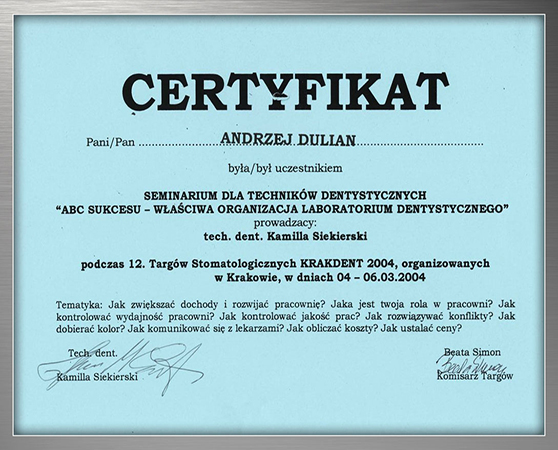 CERTYFIKAT
Pani/Pan ANDRZEJ DULIAN
była/był uczestnikiem
SEMINARIUM DLA TECHNIKÓW DENTYSTYCZNYCH
"ABC SUKCESU – WŁAŚCIWA ORGANIZACJA LABORATORIUM DENTYSTYCZNEGO"
prowadzący:
tech. dent. Kamilla Siekierski
podczas 12. Targów Stomatologicznych KRAKDENT 2004, organizowanych
w Krakowie, w dniach 04 – 06.03.2004
Tematyka: Jak zwiększać dochody i rozwijać pracownię? Jaka jest twoja rola w pracowni? Jak
kontrolować wydajność pracowni? Jak kontrolować jakość prac? Jak rozwiązywać konflikty? Jak
dobierać kolor? Jak komunikować się z lekarzami? Jak obliczać koszty? Jak ustalać ceny?
Tech. dent. Beata Simon
Kamilla Siekierski Komisarz Targów